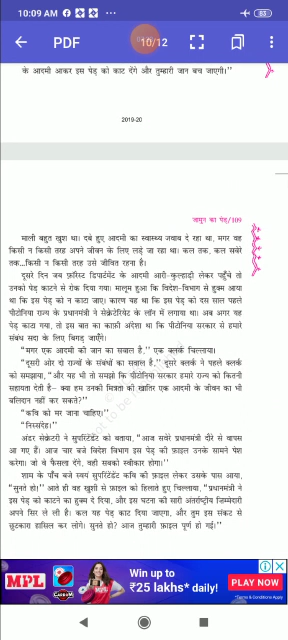 10:09 AM
83
PDF
10/12
के आदमी आकर इस पेड़ को काट देंगे और तुम्हारी जान बच जाएगी।''
2019-20
जामुन का पेड़/109
माली बहुत खुश था। दबे हुए आदमी का स्वास्थ्य जवाब दे रहा था, मगर वह
किसी न किसी तरह अपने जीवन के लिए लड़े जा रहा था। कल तक, कल सवेरे
तक...किसी न किसी तरह उसे जीवित रहना है।
दूसरे दिन जब फ़ॉरेस्ट डिपार्टमेंट के आदमी आरी-कुल्हाड़ी लेकर पहुँचे तो
उनको पेड़ काटने से रोक दिया गया। मालूम हुआ कि विदेश-विभाग से हुक्म आया
था कि इस पेड़ को न काटा जाए। कारण यह था कि इस पेड़ को दस साल पहले
पीटोनिया राज्य के प्रधानमंत्री ने सेक्रेटेरियेट के लॉन में लगाया था। अब अगर यह
पेड़ काटा गया, तो इस बात का काफ़ी अंदेशा था कि पीटोनिया सरकार से हमारे
संबंध सदा के लिए बिगड़ जाएँगे।
''मगर एक आदमी की जान का सवाल है,'' एक क्लर्क चिल्लाया।
''दूसरी ओर दो राज्यों के संबंधों का सवाल है,'' दूसरे क्लर्क ने पहले क्लर्क
को समझाया, ''और यह भी तो समझो कि पीटोनिया सरकार हमारे राज्य को कितनी
सहायता देती है– क्या हम उनकी मित्रता की खातिर एक आदमी के जीवन का भी
बलिदान नहीं कर सकते?''
''कवि को मर जाना चाहिए।''
''निस्संदेह।''
अंडर सेक्रेटरी ने सुपरिंटेंडेंट को बताया, ''आज सवेरे प्रधानमंत्री दौरे से वापस
आ गए हैं। आज चार बजे विदेश विभाग इस पेड़ की फ़ाइल उनके सामने पेश
करेगा। जो वे फ़ैसला देंगे, वही सबको स्वीकार होगा।''
शाम के पाँच बजे स्वयं सुपरिंटेंडेंट कवि की फ़ाइल लेकर उसके पास आया,
''सुनते हो।'' आते ही वह खुशी से फ़ाइल को हिलाते हुए चिल्लाया, ''प्रधानमंत्री ने
इस पेड़ को काटने का हुक्म दे दिया, और इस घटना की सारी अंतर्राष्ट्रीय ज़िम्मेदारी
अपने सिर ले ली है। कल यह पेड़ काट दिया जाएगा, और तुम इस संकट से
छुटकारा हासिल कर लोगे। सुनते हो? आज तुम्हारी फ़ाइल पूर्ण हो गई।''
MPL
CARROM
Win up to
₹25 lakhs* daily!
PLAY NOW
*Terms & Conditions Apply